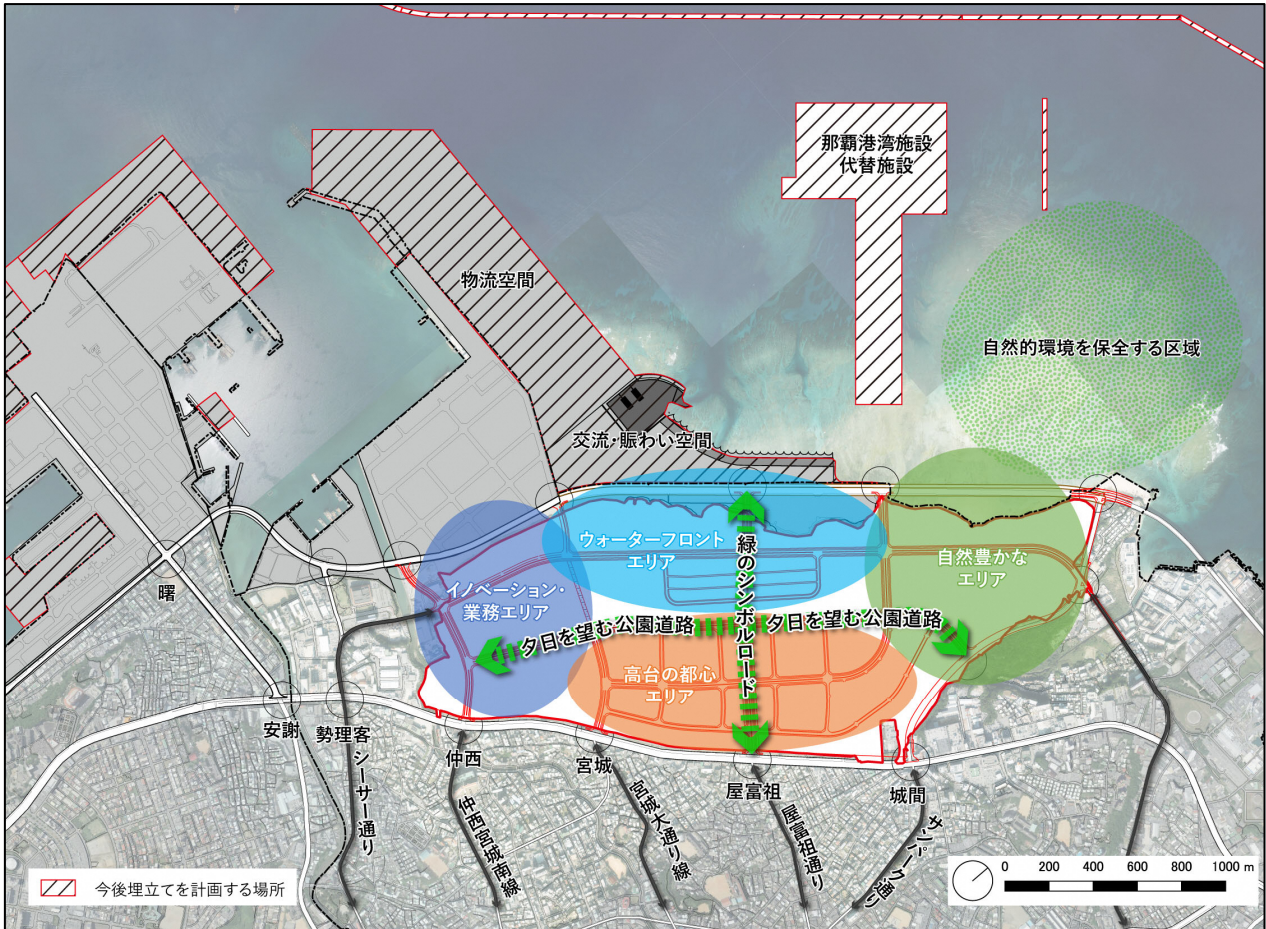 那覇港湾施設
代替施設
物流空間
自然的環境を保全する区域
交流・賑わい空間
ウォーターフロント
エリア
緑のシンボルロード
自然豊かな
エリア
イノベーション・
業務エリア
曙
夕日を望む公園道路
夕日を望む公園道路
高台の都心
エリア
安謝
勢理客
シーサー通り
仲西
宮城
屋富祖
城間
仲西宮城南線
宮城大通り線
屋富祖通り
サンパーク通り
今後埋立てを計画する場所
0 200 400 600 800 1000 m